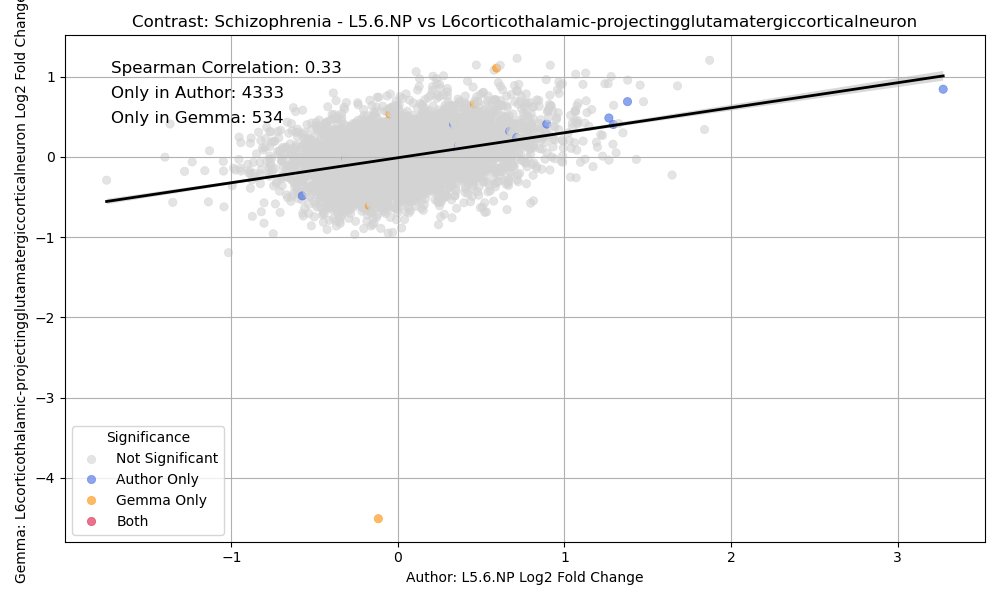 Contrast: Schizophrenia - L5.6.NP vs L6corticothalamic-projectingglutamatergiccorticalneuron
Gemma: L6corticothalamic-projectingglutamatergiccorticalneuron Log2 Fold Change
Spearman Correlation: 0.33
Only in Author: 4333
Only in Gemma: 534
1
0
−1
−2
−3
−4
Significance
Not Significant
Author Only
Gemma Only
Both
−1
0
1
2
3
Author: L5.6.NP Log2 Fold Change